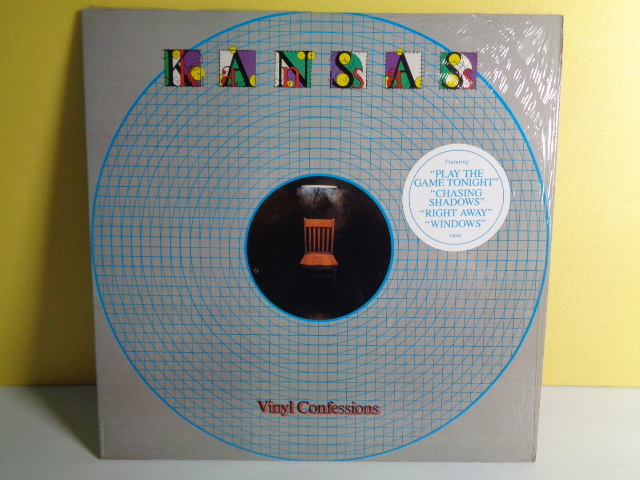 KANSAS
Featuring:
"PLAY THE
GAME TONIGHT"
"CHASING
SHADOWS"
"RIGHT AWAY"
"WINDOWS"
Vinyl Confessions